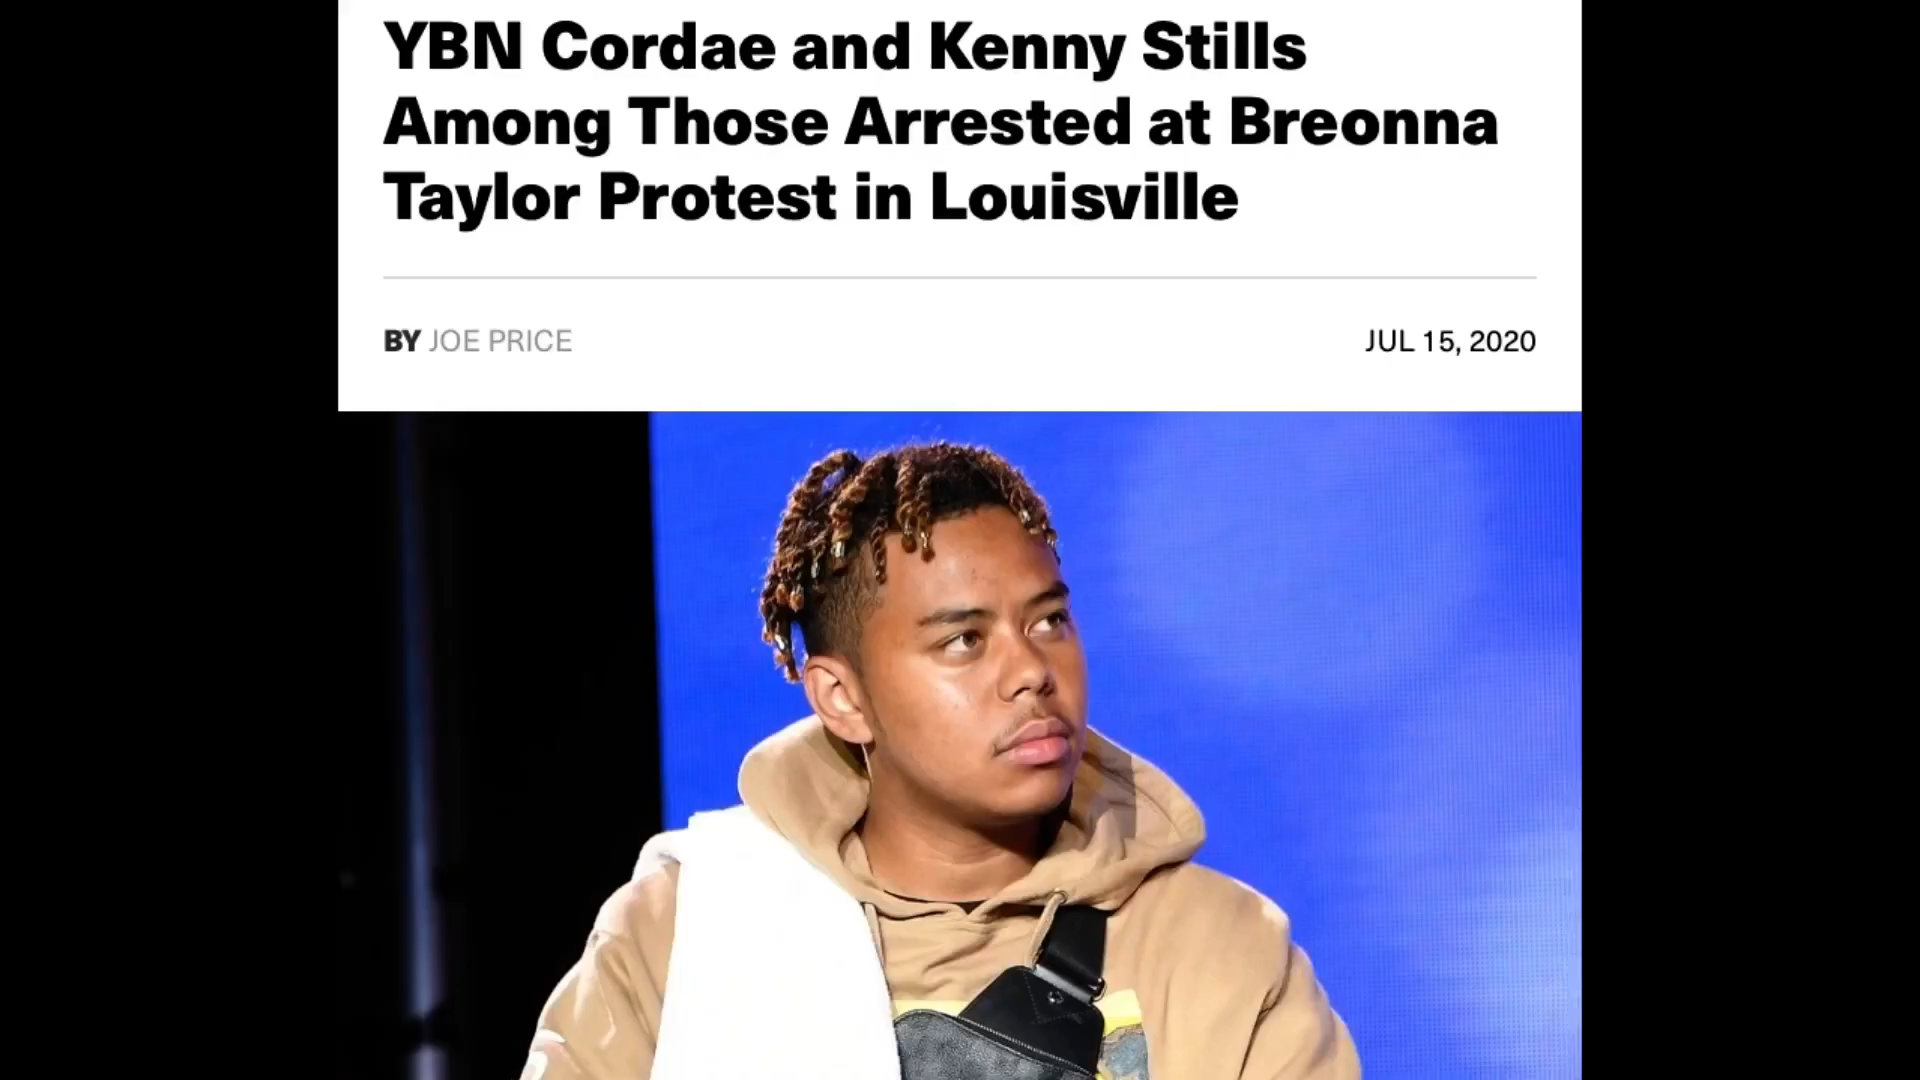 YBN Cordae and Kenny Stills
Among Those Arrested at Breonna
Taylor Protest in Louisville
BY JOE PRICE
JUL 15, 2020